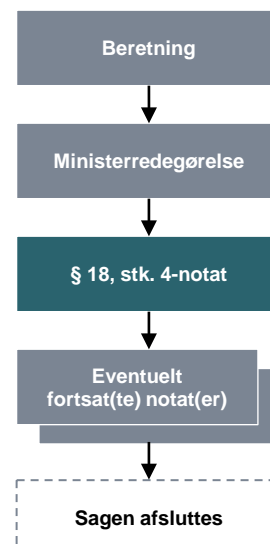 Beretning
Ministerredegørelse
§ 18, stk. 4-notat
Eventuelt
fortsat(te) notat(er)
Sagen afsluttes